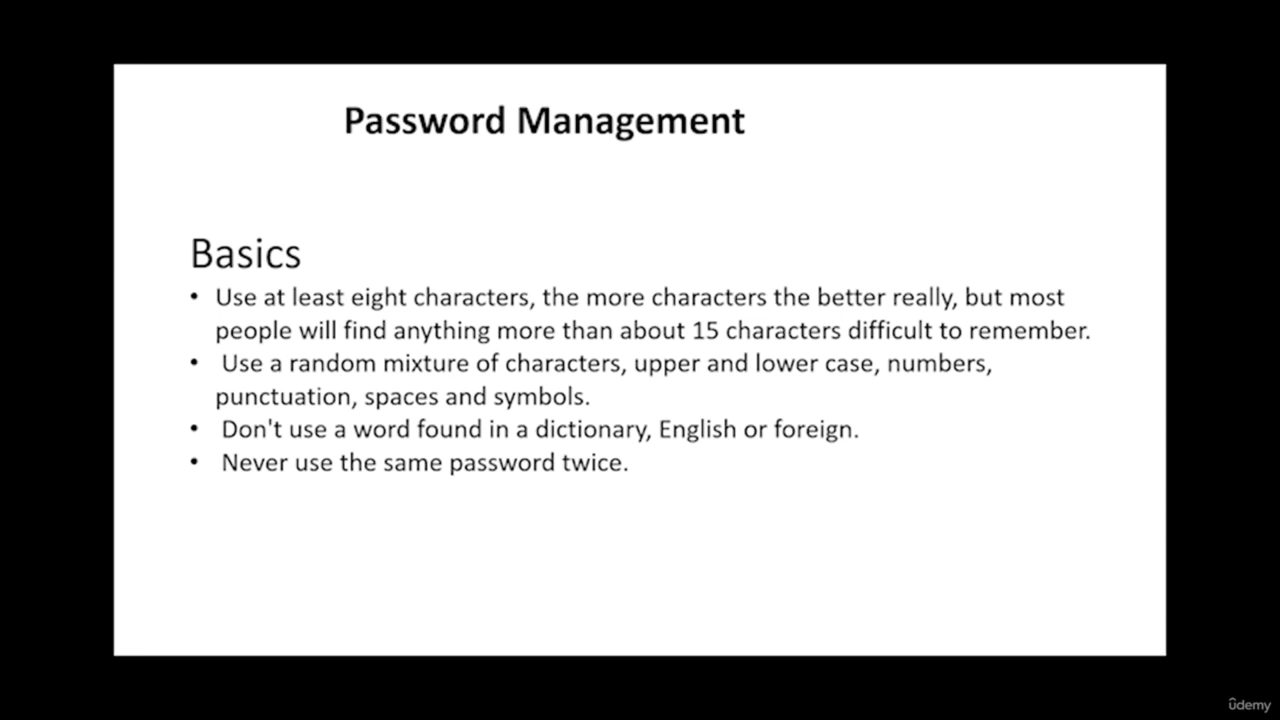 Password Management
Basics
• Use at least eight characters, the more characters the better really, but most
people will find anything more than about 15 characters difficult to remember.
• Use a random mixture of characters, upper and lower case, numbers,
punctuation, spaces and symbols.
• Don't use a word found in a dictionary, English or foreign.
• Never use the same password twice.
ûdemy